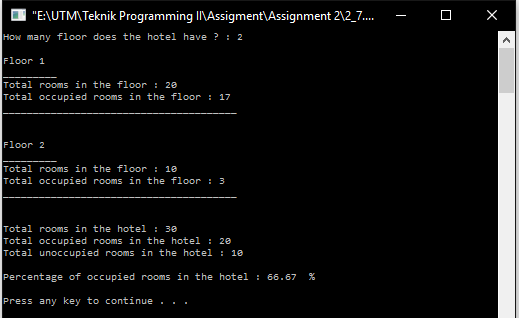 "E:\UTM\Teknik Programming II\Assigment\Assignment 2\2_7....
How many floor does the hotel have ? : 2
Floor 1
_________
Total rooms in the floor : 20
Total occupied rooms in the floor : 17
_______________________________________
Floor 2
_________
Total rooms in the floor : 10
Total occupied rooms in the floor : 3
_______________________________________
Total rooms in the hotel : 30
Total occupied rooms in the hotel : 20
Total unoccupied rooms in the hotel : 10
Percentage of occupied rooms in the hotel : 66.67  %
Press any key to continue . . .